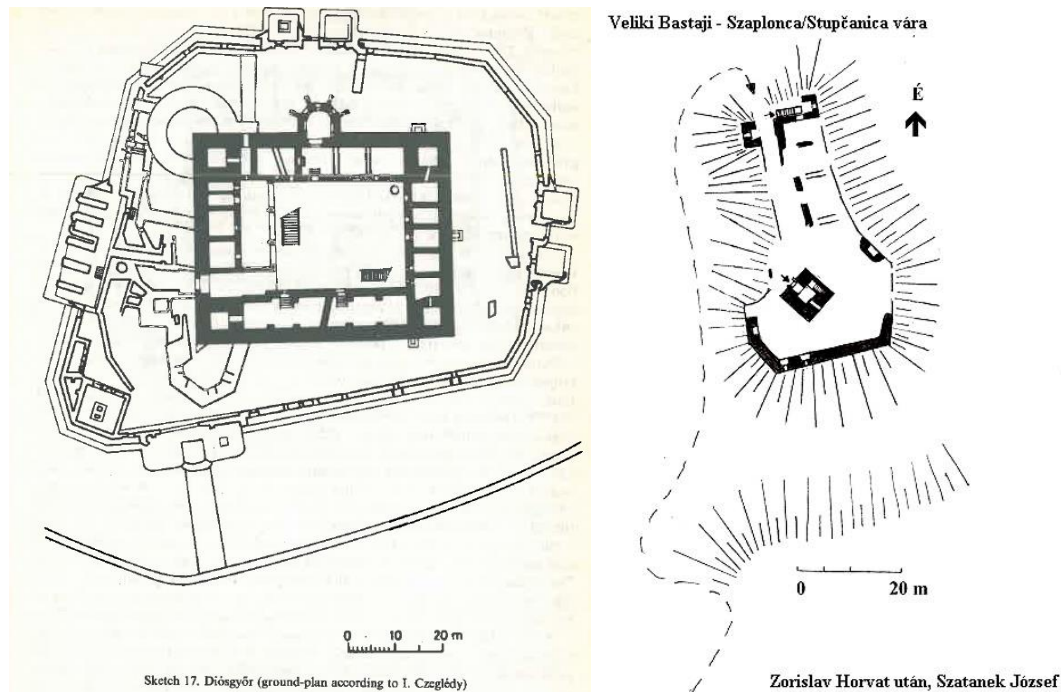 0 10 20 m
Sketch 17. Diósgyőr (ground-plan according to I. Czeglédy)
Veliki Bastaji - Szaplonca/Stupčanica vára
É
0 20 m
Zorislav Horvat után, Szatanek József